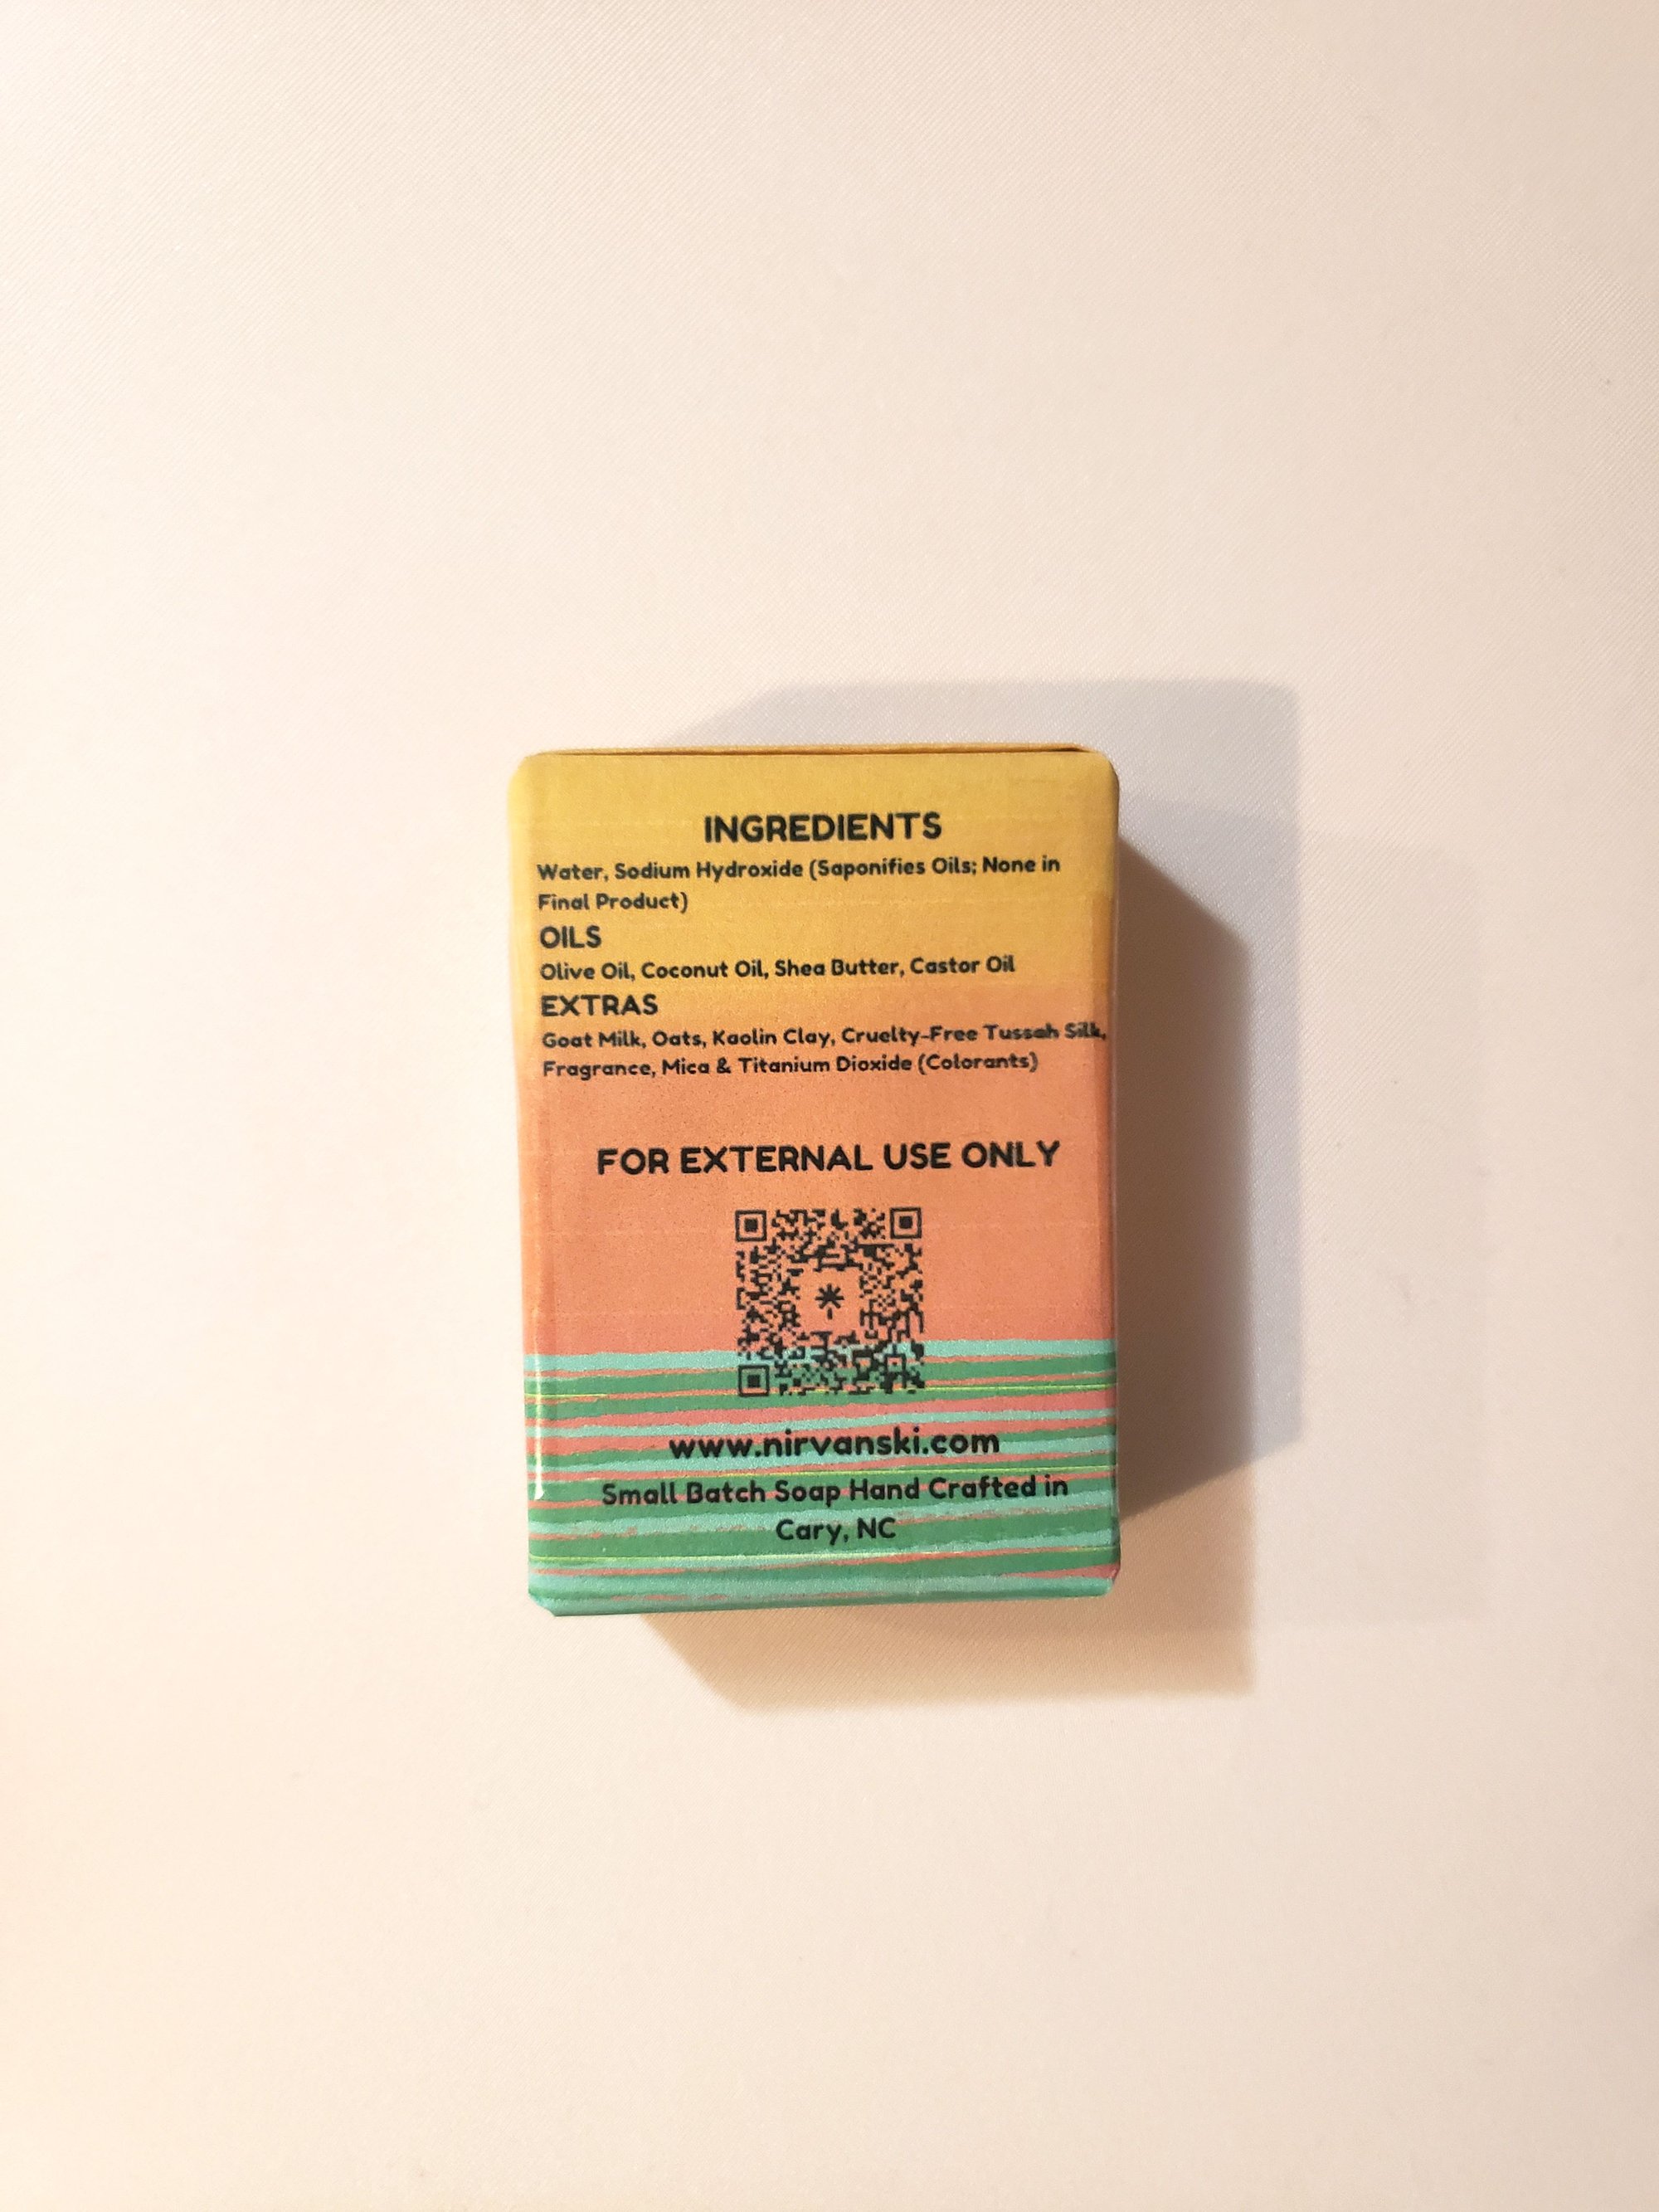 INGREDIENTS
Water, Sodium Hydroxide (Saponifies Oils; None in
Final Product)
OILS
Olive Oil, Coconut Oil, Shea Butter, Castor Oil
EXTRAS
Goat Milk, Oats, Kaolin Clay, Cruelty-Free Tussah Silk,
Fragrance, Mica & Titanium Dioxide (Colorants)
FOR EXTERNAL USE ONLY
www.nirvanski.com
Small Batch Soap Hand Crafted in
Cary, NC